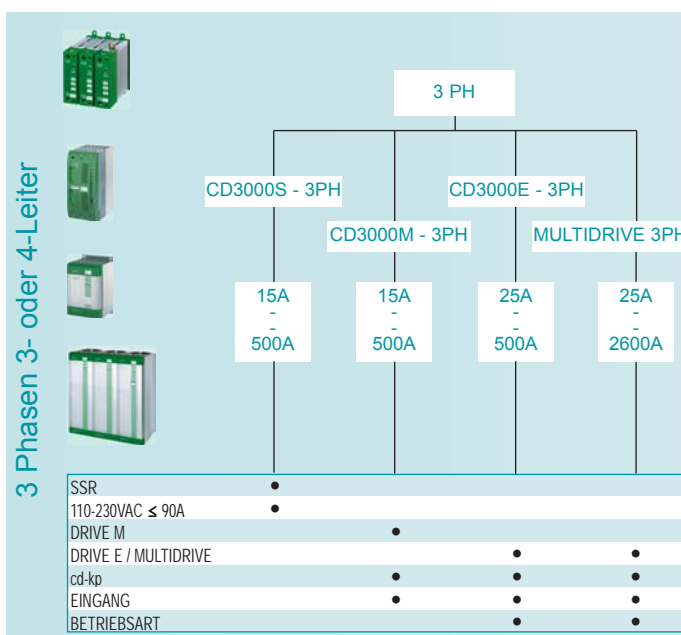 3 Phasen 3- oder 4-Leiter
3 PH
CD3000S - 3PH
CD3000E - 3PH
CD3000M - 3PH
MULTIDRIVE 3PH
15A
-
-
500A
15A
-
-
500A
25A
-
-
500A
25A
-
-
2600A
SSR •
110-230VAC ≤ 90A •
DRIVE M •
DRIVE E / MULTIDRIVE • •
cd-kp • • •
EINGANG • • •
BETRIEBSART • •